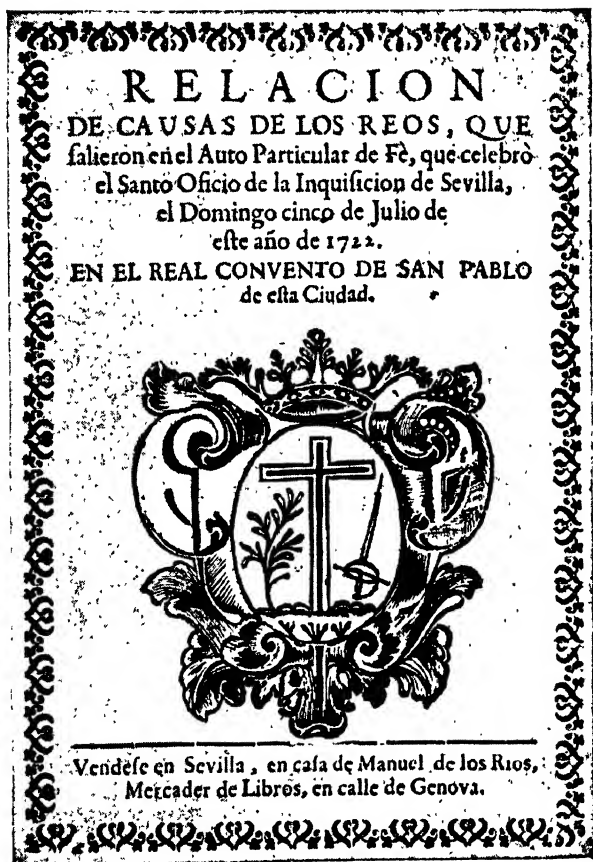 RELACION
DE CAUSAS DE LOS REOS, QUE
ſalieron en el Auto Particular de Fè, que celebrò
el Santo Oficio de la Inquiſicion de Sevilla,
el Domingo cinco de Julio de
eſte año de 1722.
EN EL REAL CONVENTO DE SAN PABLO
de eſta Ciudad.
Vendeſe en Sevilla, en caſa de Manuel de los Rios,
Mercader de Libros, en calle de Genova.